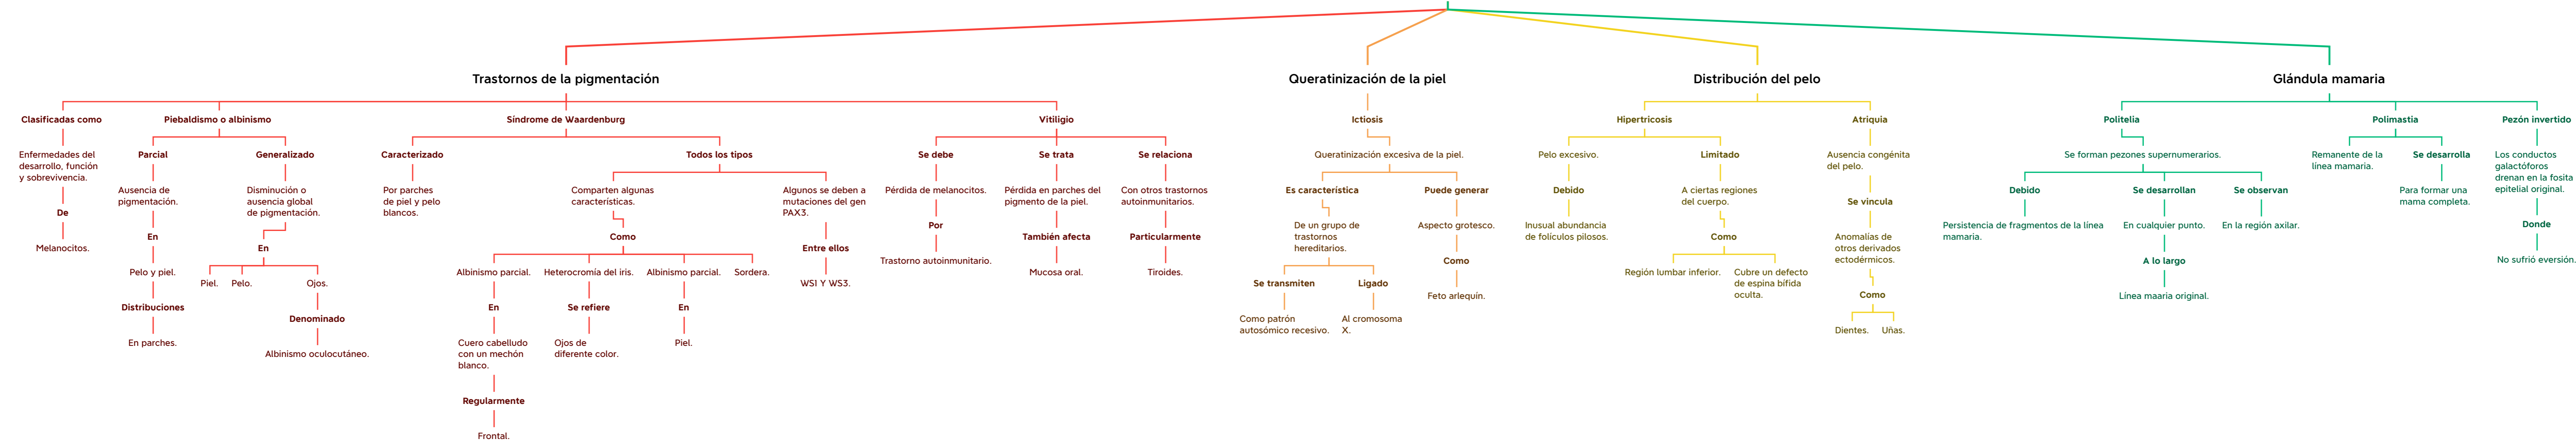 Trastornos de la pigmentación
Clasificadas como
Enfermedades del
desarrollo, función
y sobrevivencia.
De
Melanocitos.
Piebaldismo o albinismo
Parcial
Ausencia de
pigmentación.
En
Pelo y piel.
Distribuciones
En parches.
Generalizado
Disminución o
ausencia global
de pigmentación.
En
Piel.
Pelo.
Ojos.
Denominado
Albinismo oculocutáneo.
Síndrome de Waardenburg
Caracterizado
Por parches
de piel y pelo
blancos.
Todos los tipos
Comparten algunas
características.
Como
Albinismo parcial.
En
Cuero cabelludo
con un mechón
blanco.
Regularmente
Frontal.
Heterocromía del iris.
Se refiere
Ojos de
diferente color.
Albinismo parcial.
En
Piel.
Sordera.
Algunos se deben a
mutaciones del gen
PAX3.
Entre ellos
WS1 Y WS3.
Vitiligio
Se debe
Pérdida de melanocitos.
Por
Trastorno autoinmunitario.
Se trata
Pérdida en parches del
pigmento de la piel.
También afecta
Mucosa oral.
Se relaciona
Con otros trastornos
autoinmunitarios.
Particularmente
Tiroides.
Queratinización de la piel
Ictiosis
Queratinización excesiva de la piel.
Es característica
De un grupo de
trastornos
hereditarios.
Se transmiten
Como patrón
autosómico recesivo.
Ligado
Al cromosoma
X.
Puede generar
Aspecto grotesco.
Como
Feto arlequín.
Distribución del pelo
Hipertricosis
Pelo excesivo.
Debido
Inusual abundancia
de folículos pilosos.
Limitado
A ciertas regiones
del cuerpo.
Como
Región lumbar inferior.
Cubre un defecto
de espina bífida
oculta.
Atriquia
Ausencia congénita
del pelo.
Se vincula
Anomalías de
otros derivados
ectodérmicos.
Como
Dientes.
Uñas.
Glándula mamaria
Politelia
Se forman pezones supernumerarios.
Debido
Persistencia de fragmentos de la línea
mamaria.
Se desarrollan
En cualquier punto.
A lo largo
Línea maaria original.
Se observan
En la región axilar.
Polimastia
Remanente de la
línea mamaria.
Se desarrolla
Para formar una
mama completa.
Pezón invertido
Los conductos
galactóforos
drenan en la fosita
epitelial original.
Donde
No sufrió eversión.